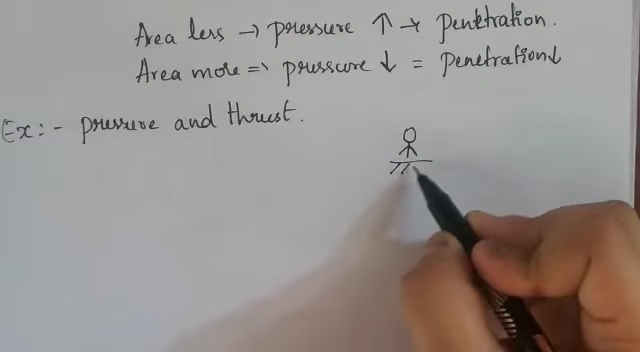 Area less → pressure ↑ → penetration.
Area more => pressure ↓ = penetration↓
Ex:- pressure and thrust.